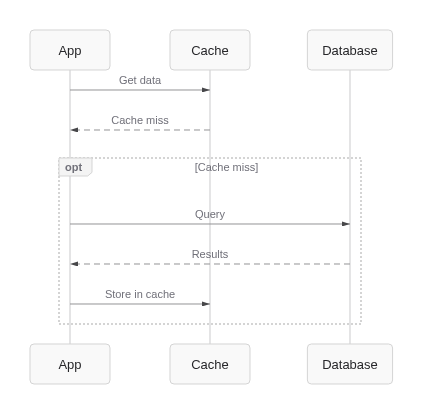 App Cache Database
Get data
Cache miss
opt [Cache miss]
Query
Results
Store in cache
App Cache Database